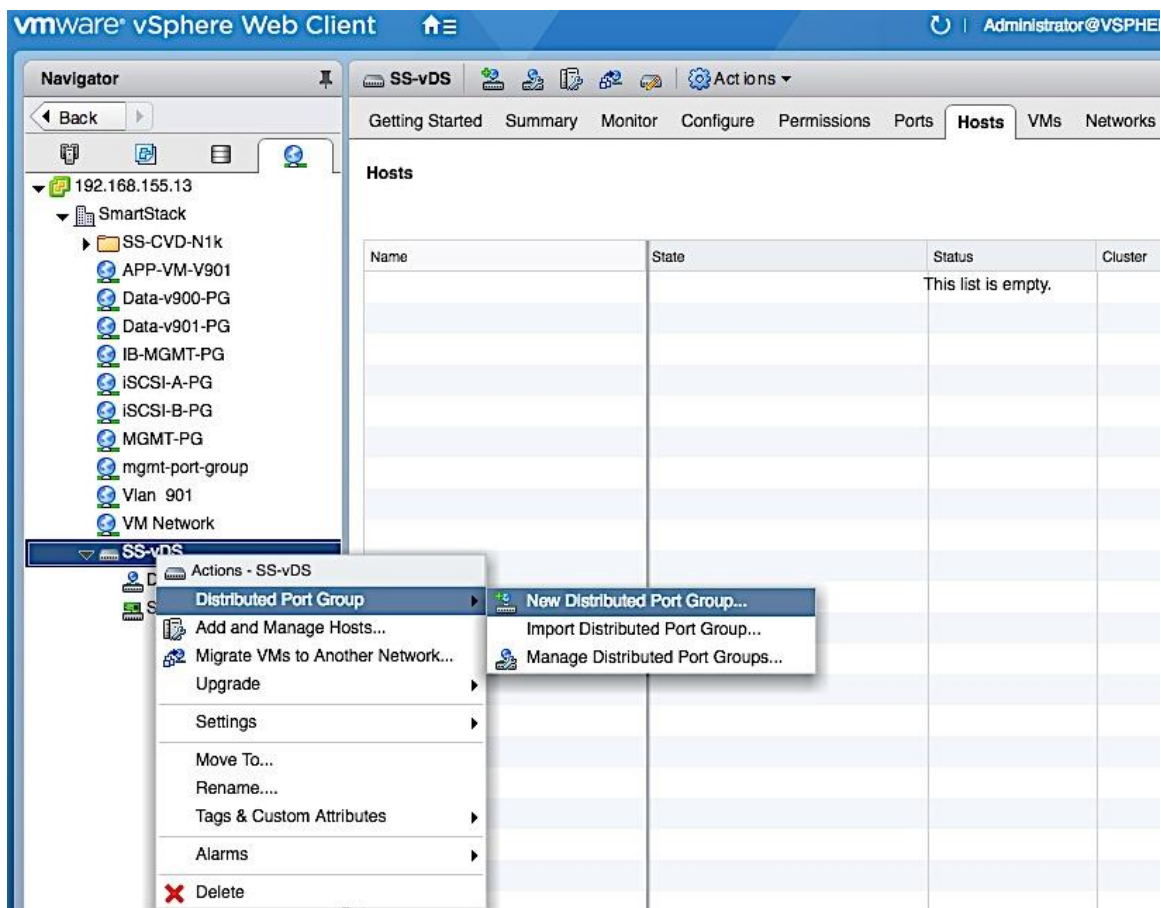 vmware® vSphere Web Client
Administrator@VSPHE
Navigator
SS-vDS
Actions
Back
Getting Started Summary Monitor Configure Permissions Ports Hosts VMs Networks
Hosts
192.168.155.13
SmartStack
SS-CVD-N1k
APP-VM-V901
Data-v900-PG
Data-v901-PG
IB-MGMT-PG
iSCSI-A-PG
iSCSI-B-PG
MGMT-PG
mgmt-port-group
Vlan 901
VM Network
SS-vDS
D
S
Name State Status Cluster
This list is empty.
Actions - SS-vDS
Distributed Port Group
Add and Manage Hosts...
Migrate VMs to Another Network...
Upgrade
Settings
Move To...
Rename....
Tags & Custom Attributes
Alarms
Delete
New Distributed Port Group...
Import Distributed Port Group...
Manage Distributed Port Groups...